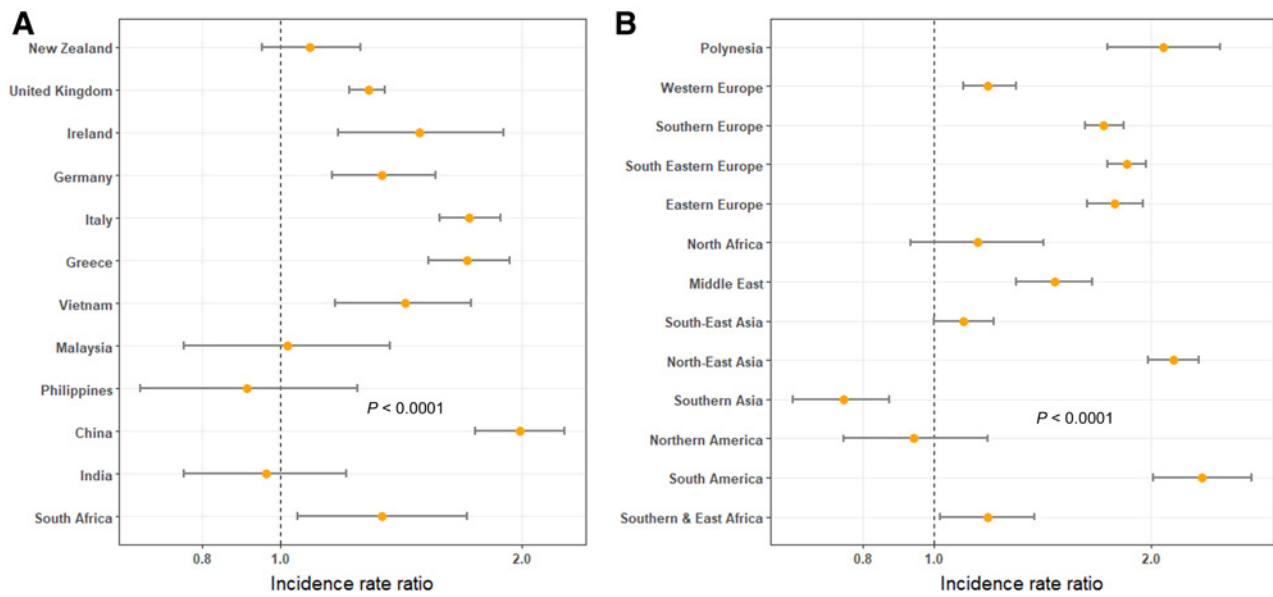 A
New Zealand
United Kingdom
Ireland
Germany
Italy
Greece
Vietnam
Malaysia
Philippines
P < 0.0001
China
India
South Africa
0.8 1.0 2.0
Incidence rate ratio
B
Polynesia
Western Europe
Southern Europe
South Eastern Europe
Eastern Europe
North Africa
Middle East
South-East Asia
North-East Asia
Southern Asia
P < 0.0001
Northern America
South America
Southern & East Africa
0.8 1.0 2.0
Incidence rate ratio